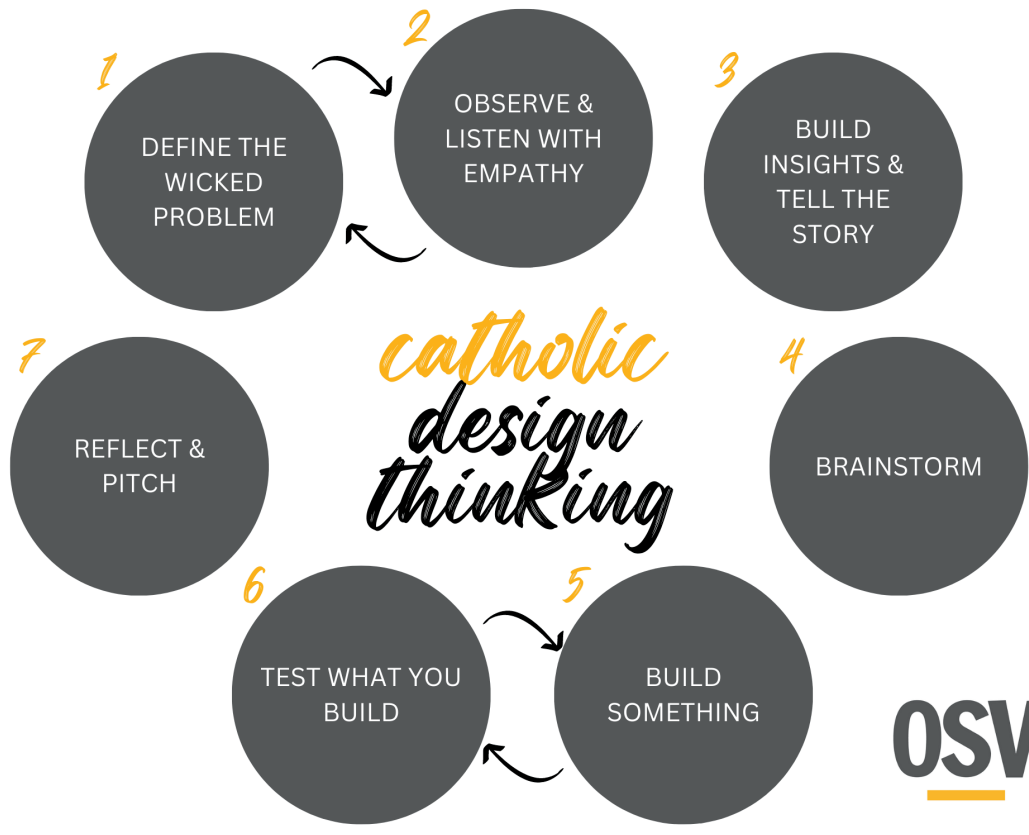 1
DEFINE THE
WICKED
PROBLEM
2
OBSERVE &
LISTEN WITH
EMPATHY
3
BUILD
INSIGHTS &
TELL THE
STORY
4
BRAINSTORM
5
BUILD
SOMETHING
6
TEST WHAT YOU
BUILD
7
REFLECT &
PITCH
catholic
design
thinking
OSV